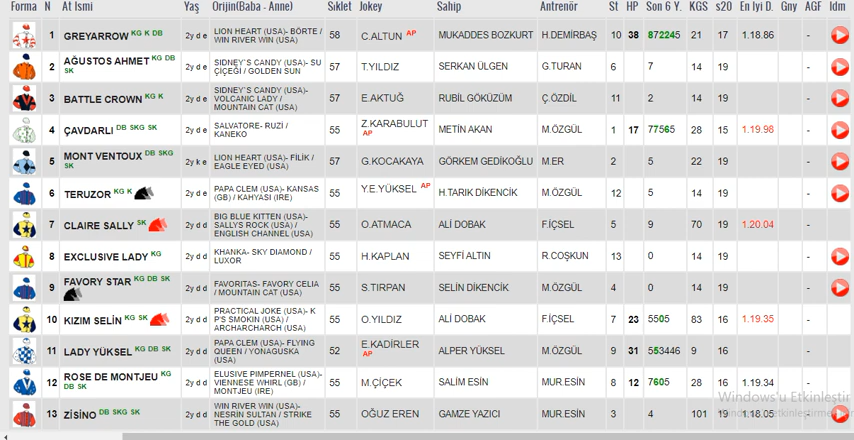 Forma N At İsmi Yaş Orijin(Baba - Anne) Sıklet Jokey Sahip Antrenör St HP Son 6 Y. KGS s20 En İyi D. Gny AGF İdm
1 GREYARROW KG K DB 2y d e LION HEART (USA)- BÖRTE / WIN RIVER WIN (USA) 58 C.ALTUN AP MUKADDES BOZKURT H.DEMİRBAŞ 10 38 872245 21 17 1.18.86 -
2 AĞUSTOS AHMET KG DB SK 2y d e SIDNEY`S CANDY (USA)- SU ÇİÇEĞİ / GOLDEN SUN 57 T.YILDIZ SERKAN ÜLGEN G.TURAN 6 7 14 19 -
3 BATTLE CROWN KG K 2y d e SIDNEY`S CANDY (USA)- VOLCANIC LADY / MOUNTAIN CAT (USA) 57 E.AKTUĞ RUBİL GÖKÜZÜM Ç.ÖZDİL 11 2 14 19 -
4 ÇAVDARLI DB SKG SK 2y d e SALVATORE- RUZİ / KANEKO 55 Z.KARABULUT AP METİN AKAN M.ÖZGÜL 1 17 77565 28 15 1.19.98 -
5 MONT VENTOUX DB SKG SK 2y k e LION HEART (USA)- FİLİK / EAGLE EYED (USA) 57 G.KOCAKAYA GÖRKEM GEDİKOĞLU M.ER 2 5 22 19 -
6 TERUZOR KG K 2y d e PAPA CLEM (USA)- KANSAS (GB) / KAHYASI (IRE) 55 Y.E.YÜKSEL AP H.TARIK DİKENCİK M.ÖZGÜL 12 5 14 19 -
7 CLAIRE SALLY SK 2y d d BIG BLUE KITTEN (USA)- SALLYS ROCK (USA) / ENGLISH CHANNEL (USA) 55 O.ATMACA ALİ DOBAK F.İÇSEL 5 9 70 19 1.20.04 -
8 EXCLUSIVE LADY KG 2y d d KHANKA- SKY DIAMOND / LUXOR 55 H.KAPLAN SEYFİ ALTIN R.COŞKUN 13 0 14 19 -
9 FAVORY STAR KG DB SK 2y d d FAVORITAS- FAVORY CELIA / MOUNTAIN CAT (USA) 55 S.TIRPAN SELİN DİKENCİK M.ÖZGÜL 4 0 14 19 -
10 KIZIM SELİN KG SK 2y d d PRACTICAL JOKE (USA)- K P'S SMOKIN (USA) / ARCHARCHARCH (USA) 55 O.YILDIZ ALİ DOBAK F.İÇSEL 7 23 5505 83 16 1.19.35 -
11 LADY YÜKSEL KG DB SK 2y d d PAPA CLEM (USA)- FLYING QUEEN / YONAGUSKA (USA) 52 E.KADİRLER AP ALPER YÜKSEL M.ÖZGÜL 9 31 553446 9 16 -
12 ROSE DE MONTJEU KG DB SK 2y d d ELUSIVE PIMPERNEL (USA)- VIENNESE WHIRL (GB) / MONTJEU (IRE) 55 M.ÇİÇEK SALİM ESİN MUR.ESİN 8 12 7605 28 16 1.19.34 -
13 ZİSİNO DB SKG SK 2y d d WIN RIVER WIN (USA)- NESRİN SULTAN / STRIKE THE GOLD (USA) 55 OĞUZ EREN GAMZE YAZICI MUR.ESİN 3 4 101 19 1.18.05 -
Windows'u Etkinleştir
Windows'u etkinleştirme